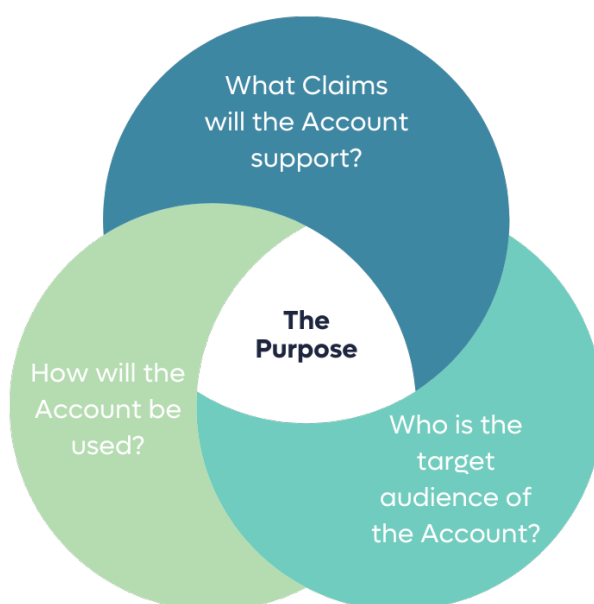 What Claims
will the Account
support?
The
Purpose
How will the
Account be
used?
Who is the
target
audience of
the Account?